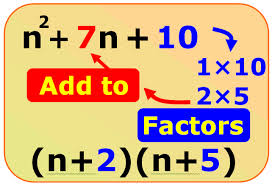 n² + 7n + 10
1×10
Add to 2×5
Factors
(n+2)(n+5)